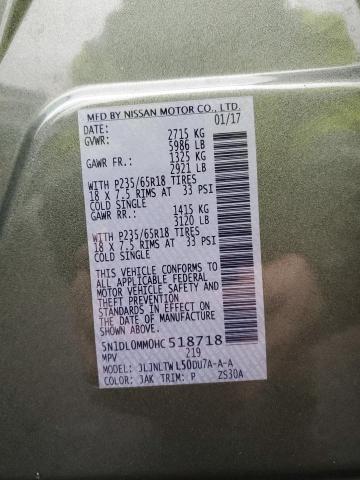 MFD BY NISSAN MOTOR CO., LTD.
DATE: 01/17
GVWR: 2715 KG
5986 LB
GAWR FR.: 1325 KG
2921 LB
WITH P235/65R18 TIRES
18 X 7.5 RIMS AT 33 PSI
COLD SINGLE
GAWR RR.: 1415 KG
3120 LB
WITH P235/65R18 TIRES
18 X 7.5 RIMS AT 33 PSI
COLD SINGLE
THIS VEHICLE CONFORMS TO
ALL APPLICABLE FEDERAL
MOTOR VEHICLE SAFETY AND
THEFT PREVENTION
STANDARDS IN EFFECT ON
THE DATE OF MANUFACTURE
SHOWN ABOVE.
5N1DL0MM0HC 518718
MPV 219
MODEL: JLJNLTW L50DU7A-A-A
COLOR: JAK TRIM: P ZS30A